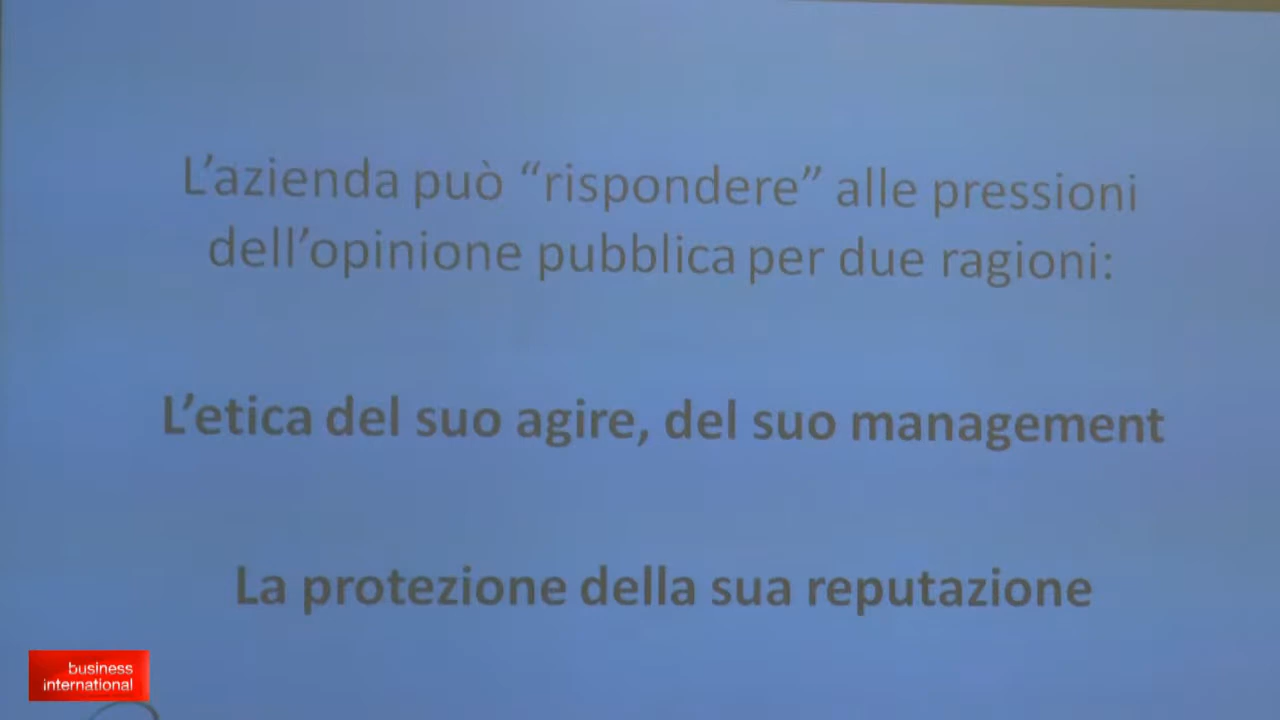 L’azienda può “rispondere” alle pressioni
dell’opinione pubblica per due ragioni:
L’etica del suo agire, del suo management
La protezione della sua reputazione
business
international